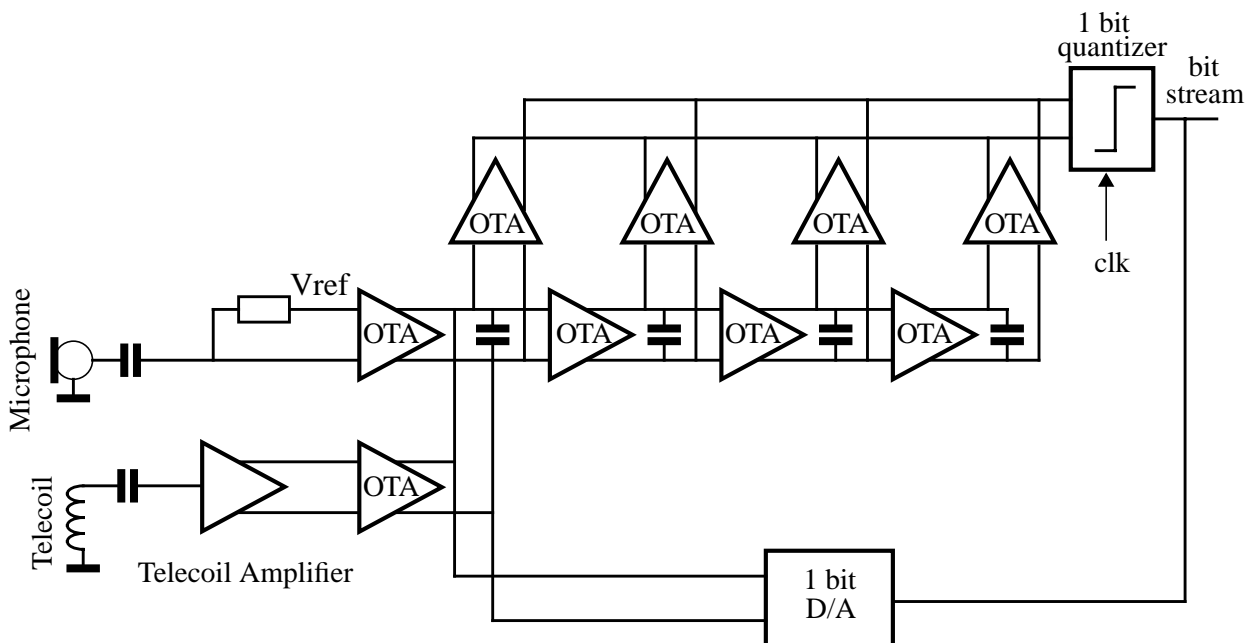 1 bit
quantizer
bit
stream
OTA
OTA
OTA
OTA
clk
Vref
OTA
OTA
OTA
OTA
Microphone
OTA
Telecoil
Telecoil Amplifier
1 bit
D/A